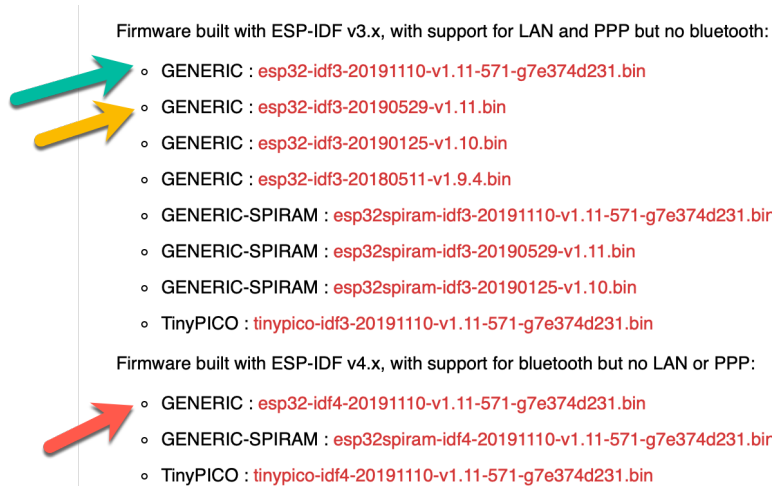 Firmware built with ESP-IDF v3.x, with support for LAN and PPP but no bluetooth:
GENERIC : esp32-idf3-20191110-v1.11-571-g7e374d231.bin
GENERIC : esp32-idf3-20190529-v1.11.bin
GENERIC : esp32-idf3-20190125-v1.10.bin
GENERIC : esp32-idf3-20180511-v1.9.4.bin
GENERIC-SPIRAM : esp32spiram-idf3-20191110-v1.11-571-g7e374d231.bin
GENERIC-SPIRAM : esp32spiram-idf3-20190529-v1.11.bin
GENERIC-SPIRAM : esp32spiram-idf3-20190125-v1.10.bin
TinyPICO : tinypico-idf3-20191110-v1.11-571-g7e374d231.bin
Firmware built with ESP-IDF v4.x, with support for bluetooth but no LAN or PPP:
GENERIC : esp32-idf4-20191110-v1.11-571-g7e374d231.bin
GENERIC-SPIRAM : esp32spiram-idf4-20191110-v1.11-571-g7e374d231.bin
TinyPICO : tinypico-idf4-20191110-v1.11-571-g7e374d231.bin